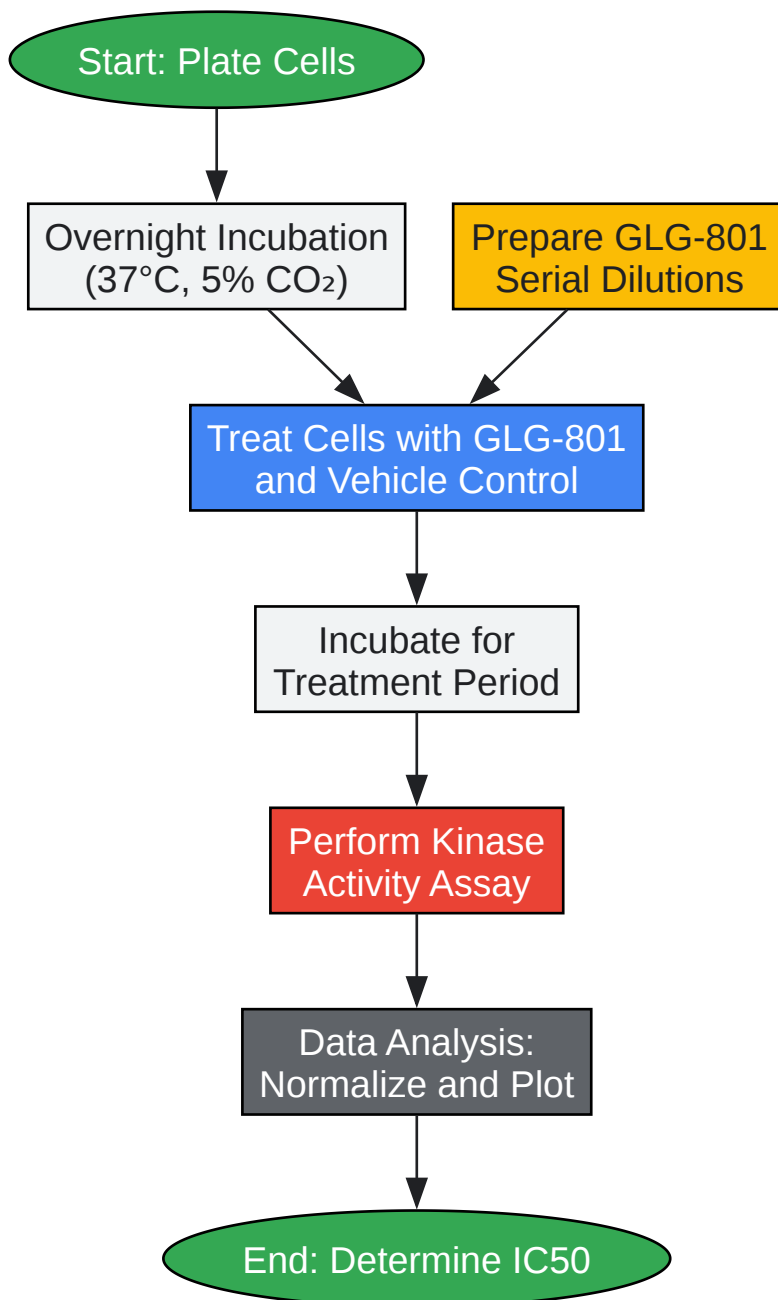 Start: Plate Cells
Overnight Incubation
(37°C, 5% CO₂)
Prepare GLG-801
Serial Dilutions
Treat Cells with GLG-801
and Vehicle Control
Incubate for
Treatment Period
Perform Kinase
Activity Assay
Data Analysis:
Normalize and Plot
End: Determine IC50